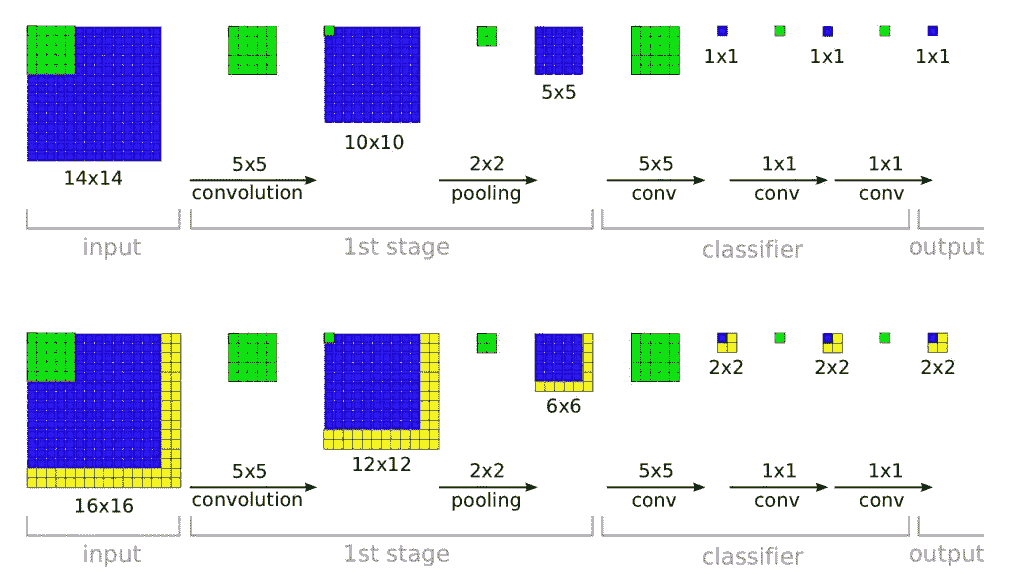 1x1 1x1 1x1
5x5
10x10
14x14
5x5 2x2 5x5 1x1 1x1
convolution pooling conv conv conv
input 1st stage classifier output
2x2 2x2 2x2
6x6
12x12
16x16
5x5 2x2 5x5 1x1 1x1
convolution pooling conv conv conv
input 1st stage classifier output